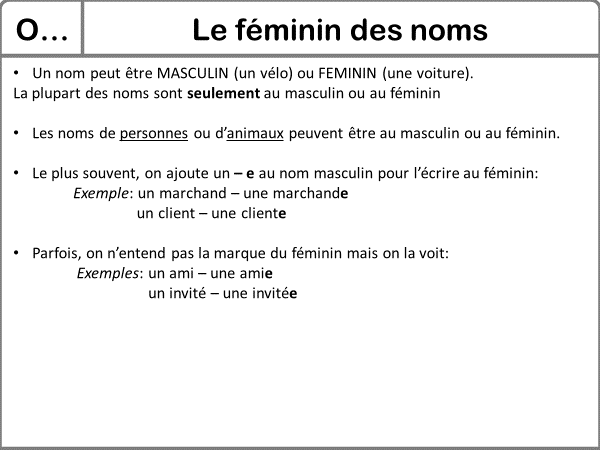 O…
Le féminin des noms
• Un nom peut être MASCULIN (un vélo) ou FEMININ (une voiture).
La plupart des noms sont seulement au masculin ou au féminin
• Les noms de personnes ou d’animaux peuvent être au masculin ou au féminin.
• Le plus souvent, on ajoute un – e au nom masculin pour l’écrire au féminin:
Exemple: un marchand – une marchande
un client – une cliente
• Parfois, on n’entend pas la marque du féminin mais on la voit:
Exemples: un ami – une amie
un invité – une invitée